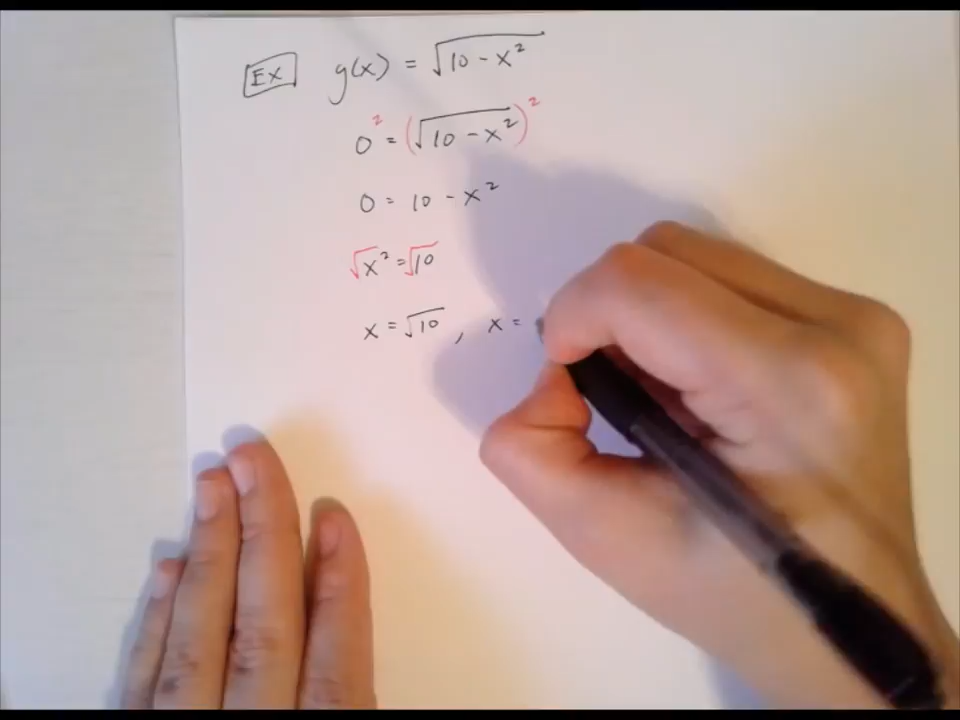 Ex g(x) = √(10 - x²)
0² = (√(10 - x²))²
0 = 10 - x²
√x² = √10
x = √10 , x =